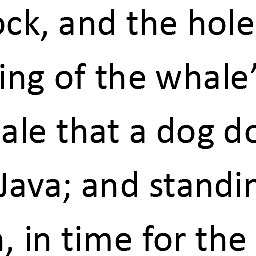 ock, and the hole
ing of the whale’
ale that a dog do
Java; and standin
, in time for the